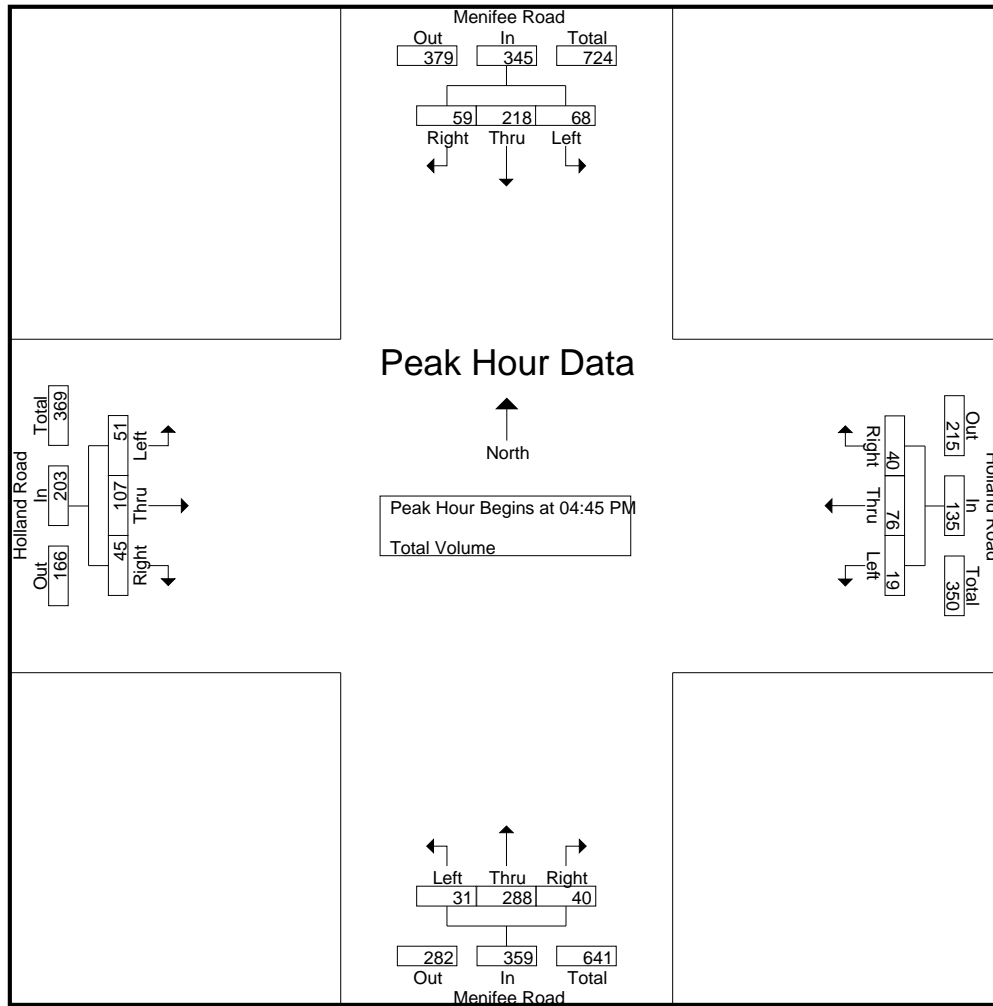 Menifee Road
Out In Total
379 345 724
59 218 68
Right Thru Left
Peak Hour Data
North
Peak Hour Begins at 04:45 PM
Total Volume
Holland Road
Total In Out
369 203 166
51 107 45
Left Thru Right
Holland Road
Out In Total
215 135 350
Right Thru Left
40 76 19
Left Thru Right
31 288 40
282 359 641
Out In Total
Menifee Road